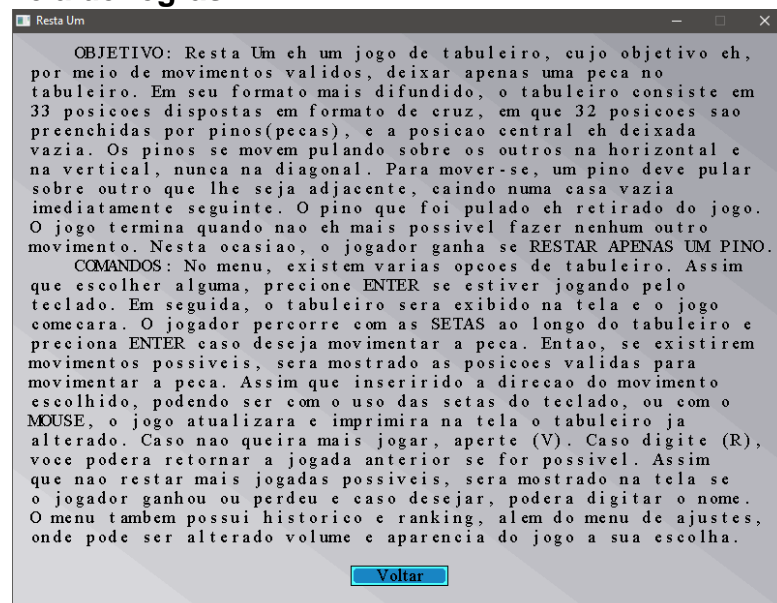 Resta Um
OBJETIVO: Resta Um eh um jogo de tabuleiro, cujo objetivo eh,
por meio de movimentos validos, deixar apenas uma peca no
tabuleiro. Em seu formato mais difundido, o tabuleiro consiste em
33 posicoes dispostas em formato de cruz, em que 32 posicoes sao
preenchidas por pinos(pecas), e a posicao central eh deixada
vazia. Os pinos se movem pulando sobre os outros na horizontal e
na vertical, nunca na diagonal. Para mover-se, um pino deve pular
sobre outro que lhe seja adjacente, caindo numa casa vazia
imediatamente seguinte. O pino que foi pulado eh retirado do jogo.
O jogo termina quando nao eh mais possivel fazer nenhum outro
movimento. Nesta ocasiao, o jogador ganha se RESTAR APENAS UM PINO.
COMANDOS: No menu, existem varias opcoes de tabuleiro. Assim
que escolher alguma, precione ENTER se estiver jogando pelo
teclado. Em seguida, o tabuleiro sera exibido na tela e o jogo
comecara. O jogador percorre com as SETAS ao longo do tabuleiro e
preciona ENTER caso deseja movimentar a peca. Entao, se existirem
movimentos possiveis, sera mostrado as posicoes validas para
movimentar a peca. Assim que inserirido a direcao do movimento
escolhido, podendo ser com o uso das setas do teclado, ou com o
MOUSE, o jogo atualizara e imprimira na tela o tabuleiro ja
alterado. Caso nao queira mais jogar, aperte (V). Caso digite (R),
voce podera retornar a jogada anterior se for possivel. Assim
que nao restar mais jogadas possiveis, sera mostrado na tela se
o jogador ganhou ou perdeu e caso desejar, podera digitar o nome.
O menu tambem possui historico e ranking, alem do menu de ajustes,
onde pode ser alterado volume e aparencia do jogo a sua escolha.
Voltar